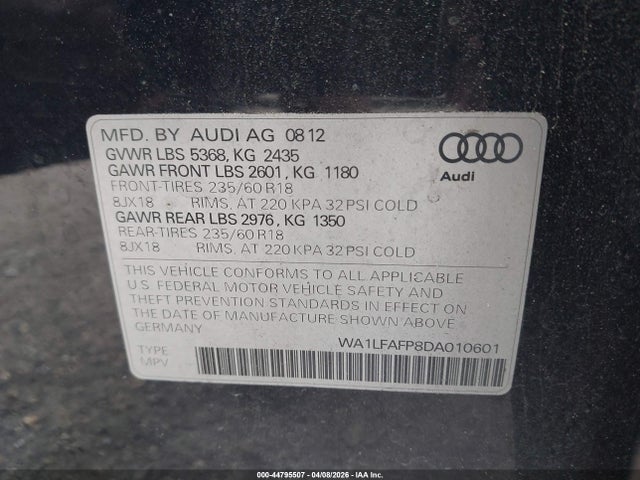 MFD. BY AUDI AG 08 12
GVWR LBS 5368, KG 2435
GAWR FRONT LBS 2601, KG 1180
FRONT-TIRES 235/60 R18
8JX18 RIMS. AT 220 KPA 32 PSI COLD
GAWR REAR LBS 2976, KG 1350
REAR-TIRES 235/60 R18
8JX18 RIMS. AT 220 KPA 32 PSI COLD
Audi
THIS VEHICLE CONFORMS TO ALL APPLICABLE
U.S. FEDERAL MOTOR VEHICLE SAFETY AND
THEFT PREVENTION STANDARDS IN EFFECT ON
THE DATE OF MANUFACTURE SHOWN ABOVE
GERMANY
WA1LFAFP8DA010601
TYPE
MPV
000-44795507 - 04/08/2026 - IAA Inc.